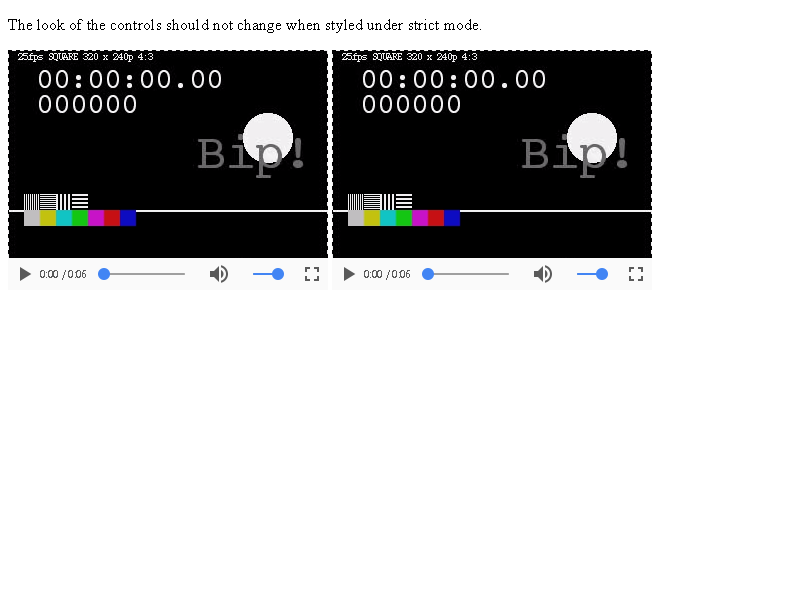 The look of the controls should not change when styled under strict mode.
25fps SQUARE 320 x 240p 4:3
00:00:00.00
000000
Bip!
0:00 / 0:06
25fps SQUARE 320 x 240p 4:3
00:00:00.00
000000
Bip!
0:00 / 0:06